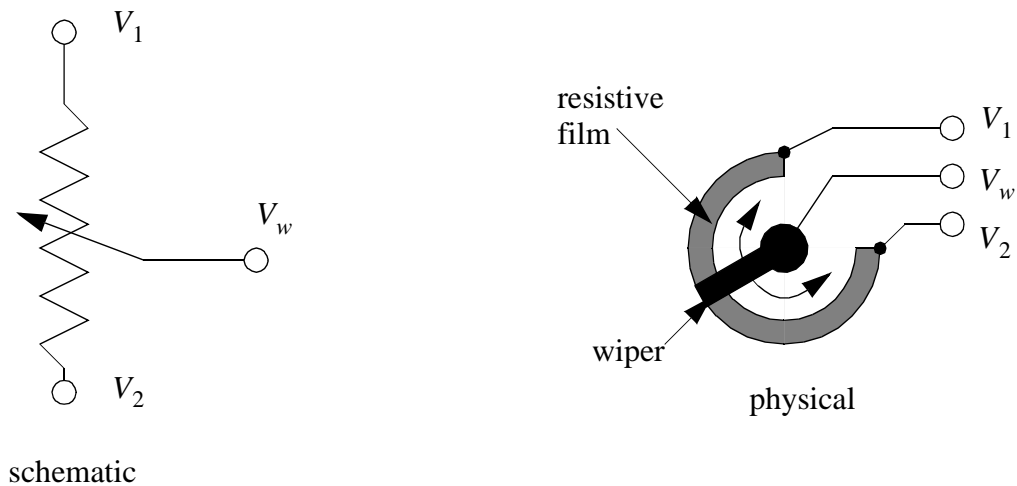 V1
Vw
V2
schematic
resistive
film
V1
Vw
V2
wiper
physical